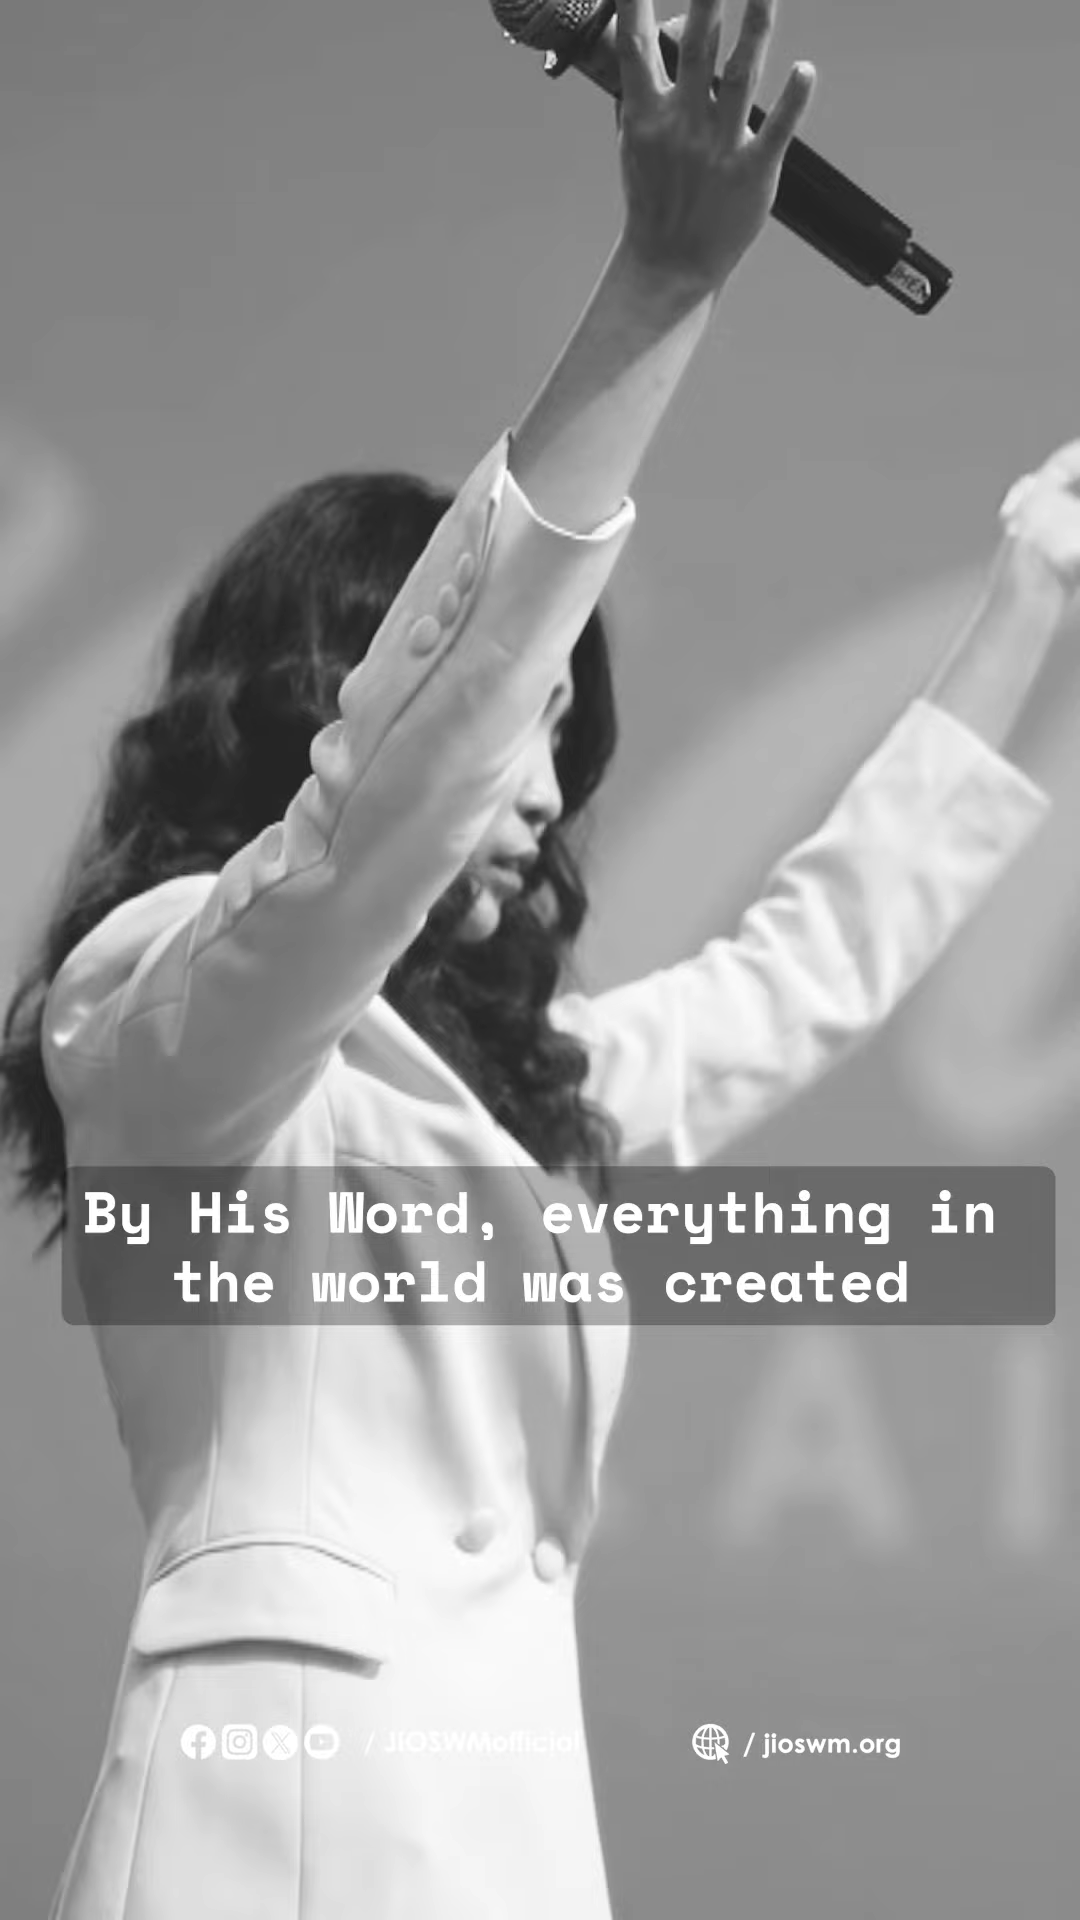 By His Word, everything in
the world was created
/ JIOSWMofficial
/ jioswm.org